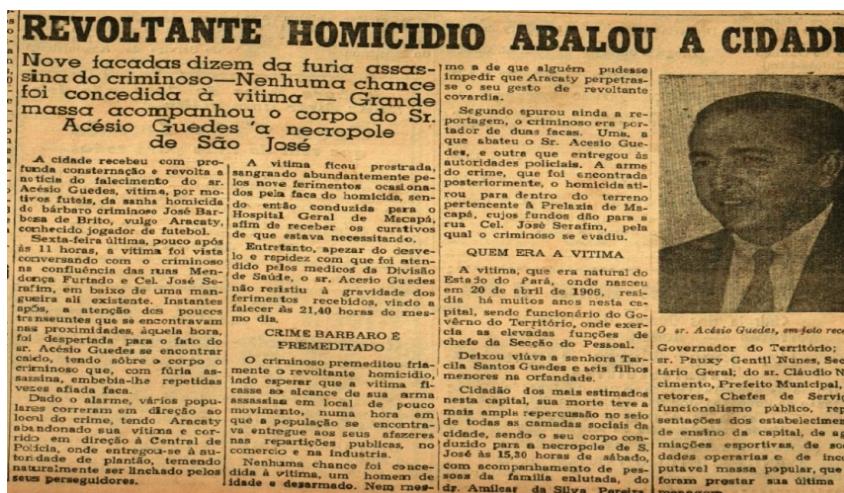 REVOLTANTE HOMICIDIO ABALOU A CIDADE
Nove facadas dizem da furia assas-
sina do criminoso—Nenhuma chance
foi concedida à vitima — Grande
massa acompanhou o corpo do Sr.
Acésio Guedes 'a necropole
de São José
A cidade recebeu com pro-
funda consternação e revolta a
noticia do falecimento do sr.
Acésio Guedes, vitima, por mo-
tivos futeis, da sanha homicida
do bárbaro criminoso José Bar-
bosa de Brito, vulgo Aracaty,
conhecido jogador de futebol.
Sexta-feira última, pouco após
às 11 horas, a vitima foi vista
conversando com o criminoso
na confluência das ruas Men-
donça Furtado e Cel. José Se-
rafim, em baixo de uma man-
gueira ali existente. Instantes
após, a atenção dos poucos
transeuntes que se encontravam
nas proximidades, àquela hora,
foi despertada para o fato do
sr. Acésio Guedes se encontrar
caido, tendo sôbre o corpo o
criminoso que, com fúria as-
sassina, embebia-lhe repetidas
vezes afiada faca.
Dado o alarme, vários popu-
lares correram em direção ao
local do crime, tendo Aracaty
abandonado sua vitima e cor-
rido em direção à Central de
Policia, onde entregou-se à au-
toridade de plantão, temendo
naturalmente ser linchado pelos
seus perseguidores.
A vitima ficou prostrada,
sangrando abundantemente pe-
los nove ferimentos ocasiona-
dos pela faca do homicida, sen-
do então conduzida para o
Hospital Geral de Macapá,
afim de receber os curativos
de que estava necessitando.
Entretanto, apezar do desve-
lo e rapidez com que foi aten-
dido pelos medicos da Divisão
de Saúde, o sr. Acesio Guedes
não resistiu à gravidade dos
ferimentos recebidos, vindo a
falecer às 21,40 horas do mes-
mo dia.
CRIME BARBARO E
PREMEDITADO
O criminoso premeditou fria-
mente o revoltante homicidio,
indo esperar que a vitima fi-
casse ao alcance de sua arma
assassina em local de pouco
movimento, numa hora em
que a população se encontra-
va entregue aos seus afazeres
nas repartições publicas, no
comercio e na industria.
Nenhuma chance foi conce-
dida à vitima, um homem de
idade e desarmado. Nem mes-
mo a de que alguém pudesse
impedir que Aracaty perpetras-
se o seu gesto de revoltante
covardia.
Segundo apurou ainda a re-
portagem, o criminoso era por-
tador de duas facas. Uma, a
que abateu o Sr. Acesio Gue-
des, e outra que entregou às
autoridades policiais. A arma
do crime, que foi encontrada
posteriormente, o homicida ati-
rou para dentro do terreno
pertencente à Prelazia de Ma-
capá, cujos fundos dão para a
rua Cel. José Serafim, pela
qual o criminoso se evadiu.
QUEM ERA A VITIMA
A vitima, que era natural do
Estado do Pará, onde nasceu
em 20 de abril de 1906, resi-
dia há muitos anos nesta ca-
pital, sendo funcionário do Go-
vêrno do Território, onde exer-
cia as elevadas funções de
chefe da Secção do Pessoal.
Deixou viúva a senhora Tar-
cila Santos Guedes e seis filhos
menores na orfandade.
Cidadão dos mais estimados
nesta capital, sua morte teve a
mais ampla repercussão no seio
de todas as camadas sociais da
cidade, sendo o seu corpo con-
duzido para a necropole de S.
José às 15,30 horas de sábado,
com acompanhamento de pes-
soas da familia enlutada, do
dr. Amilcar da Silva Pereira,
O sr. Acésio Guedes, em foto rece
Governador do Território;
sr. Pauxy Gentil Nunes, Sec
tário Geral; do sr. Cláudio N
cimento, Prefeito Municipal,
retores, Chefes de Serviç
funcionalismo público, rep
sentações dos estabelecimen
de ensino da capital, de ag
miações esportivas, de so
dades operarias e de inco
putavel massa popular, que
foram prestar sua última